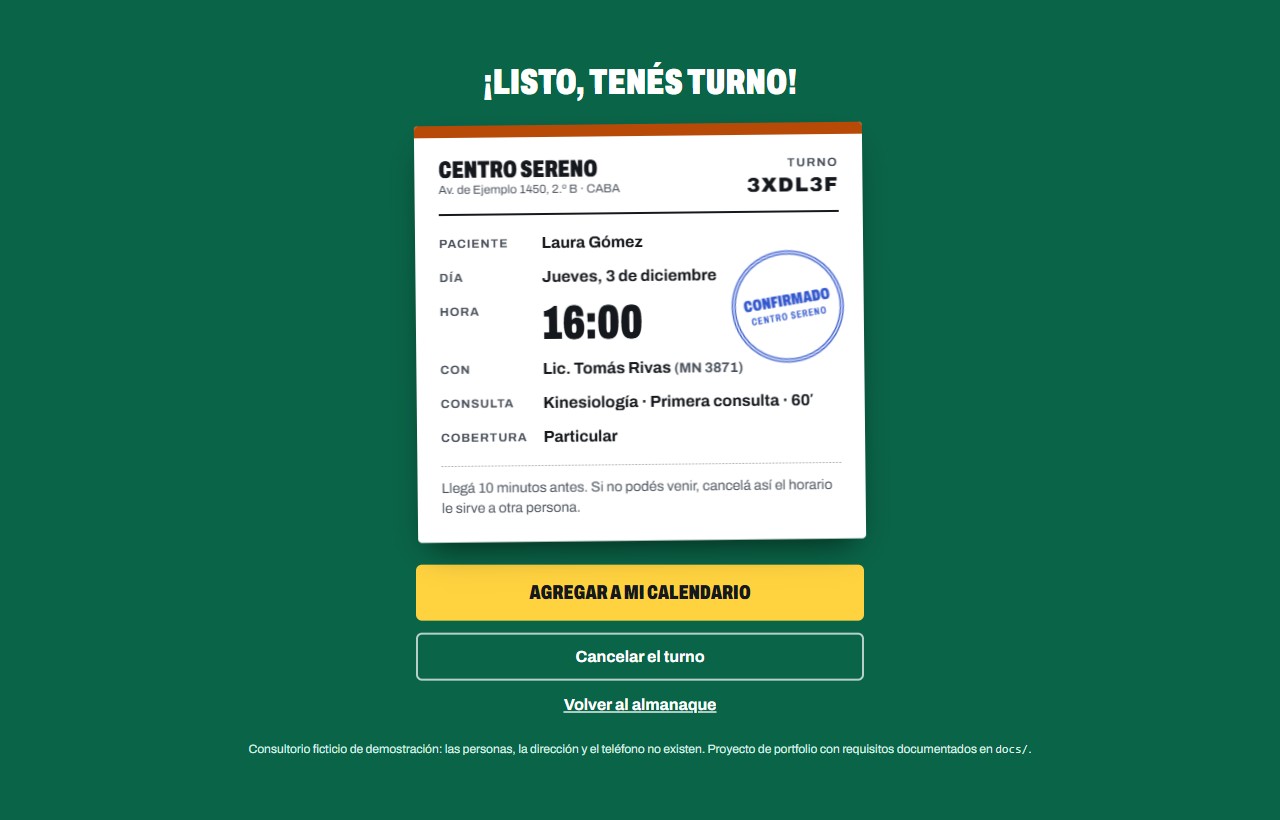 ¡LISTO, TENÉS TURNO!
CENTRO SERENO
Av. de Ejemplo 1450, 2.º B · CABA
TURNO
3XDL3F
PACIENTE Laura Gómez
DÍA Jueves, 3 de diciembre
HORA 16:00
CONFIRMADO
CENTRO SERENO
CON Lic. Tomás Rivas (MN 3871)
CONSULTA Kinesiología · Primera consulta · 60′
COBERTURA Particular
Llegá 10 minutos antes. Si no podés venir, cancelá así el horario
le sirve a otra persona.
AGREGAR A MI CALENDARIO
Cancelar el turno
Volver al almanaque
Consultorio ficticio de demostración: las personas, la dirección y el teléfono no existen. Proyecto de portfolio con requisitos documentados en docs/.